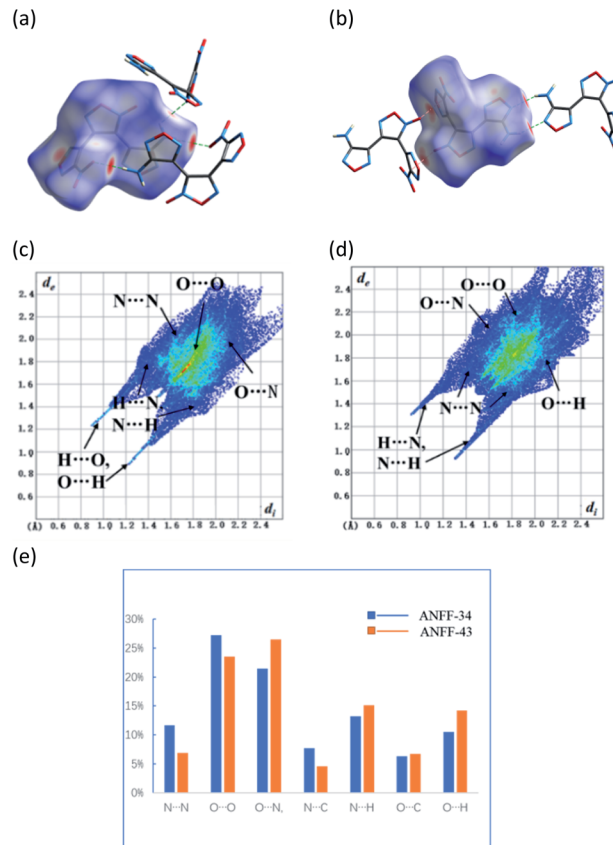 (a)
(b)
(c)
(d)
de
O···O
N···N
2.4
2.2
2.0
1.8
1.6
1.4
1.2
1.0
0.8
0.6
O···N
H···N,
N···H
H···O,
O···H
(Å) 0.6 0.8 1.0 1.2 1.4 1.6 1.8 2.0 2.2 2.4
di
de
O···O
O···N
2.4
2.2
2.0
1.8
1.6
1.4
1.2
1.0
0.8
0.6
N···N
O···H
H···N,
N···H
(Å) 0.6 0.8 1.0 1.2 1.4 1.6 1.8 2.0 2.2 2.4
di
(e)
30%
25%
20%
15%
10%
5%
0%
ANFF-34
ANFF-43
N···N O···O O···N, N···C N···H O···C O···H